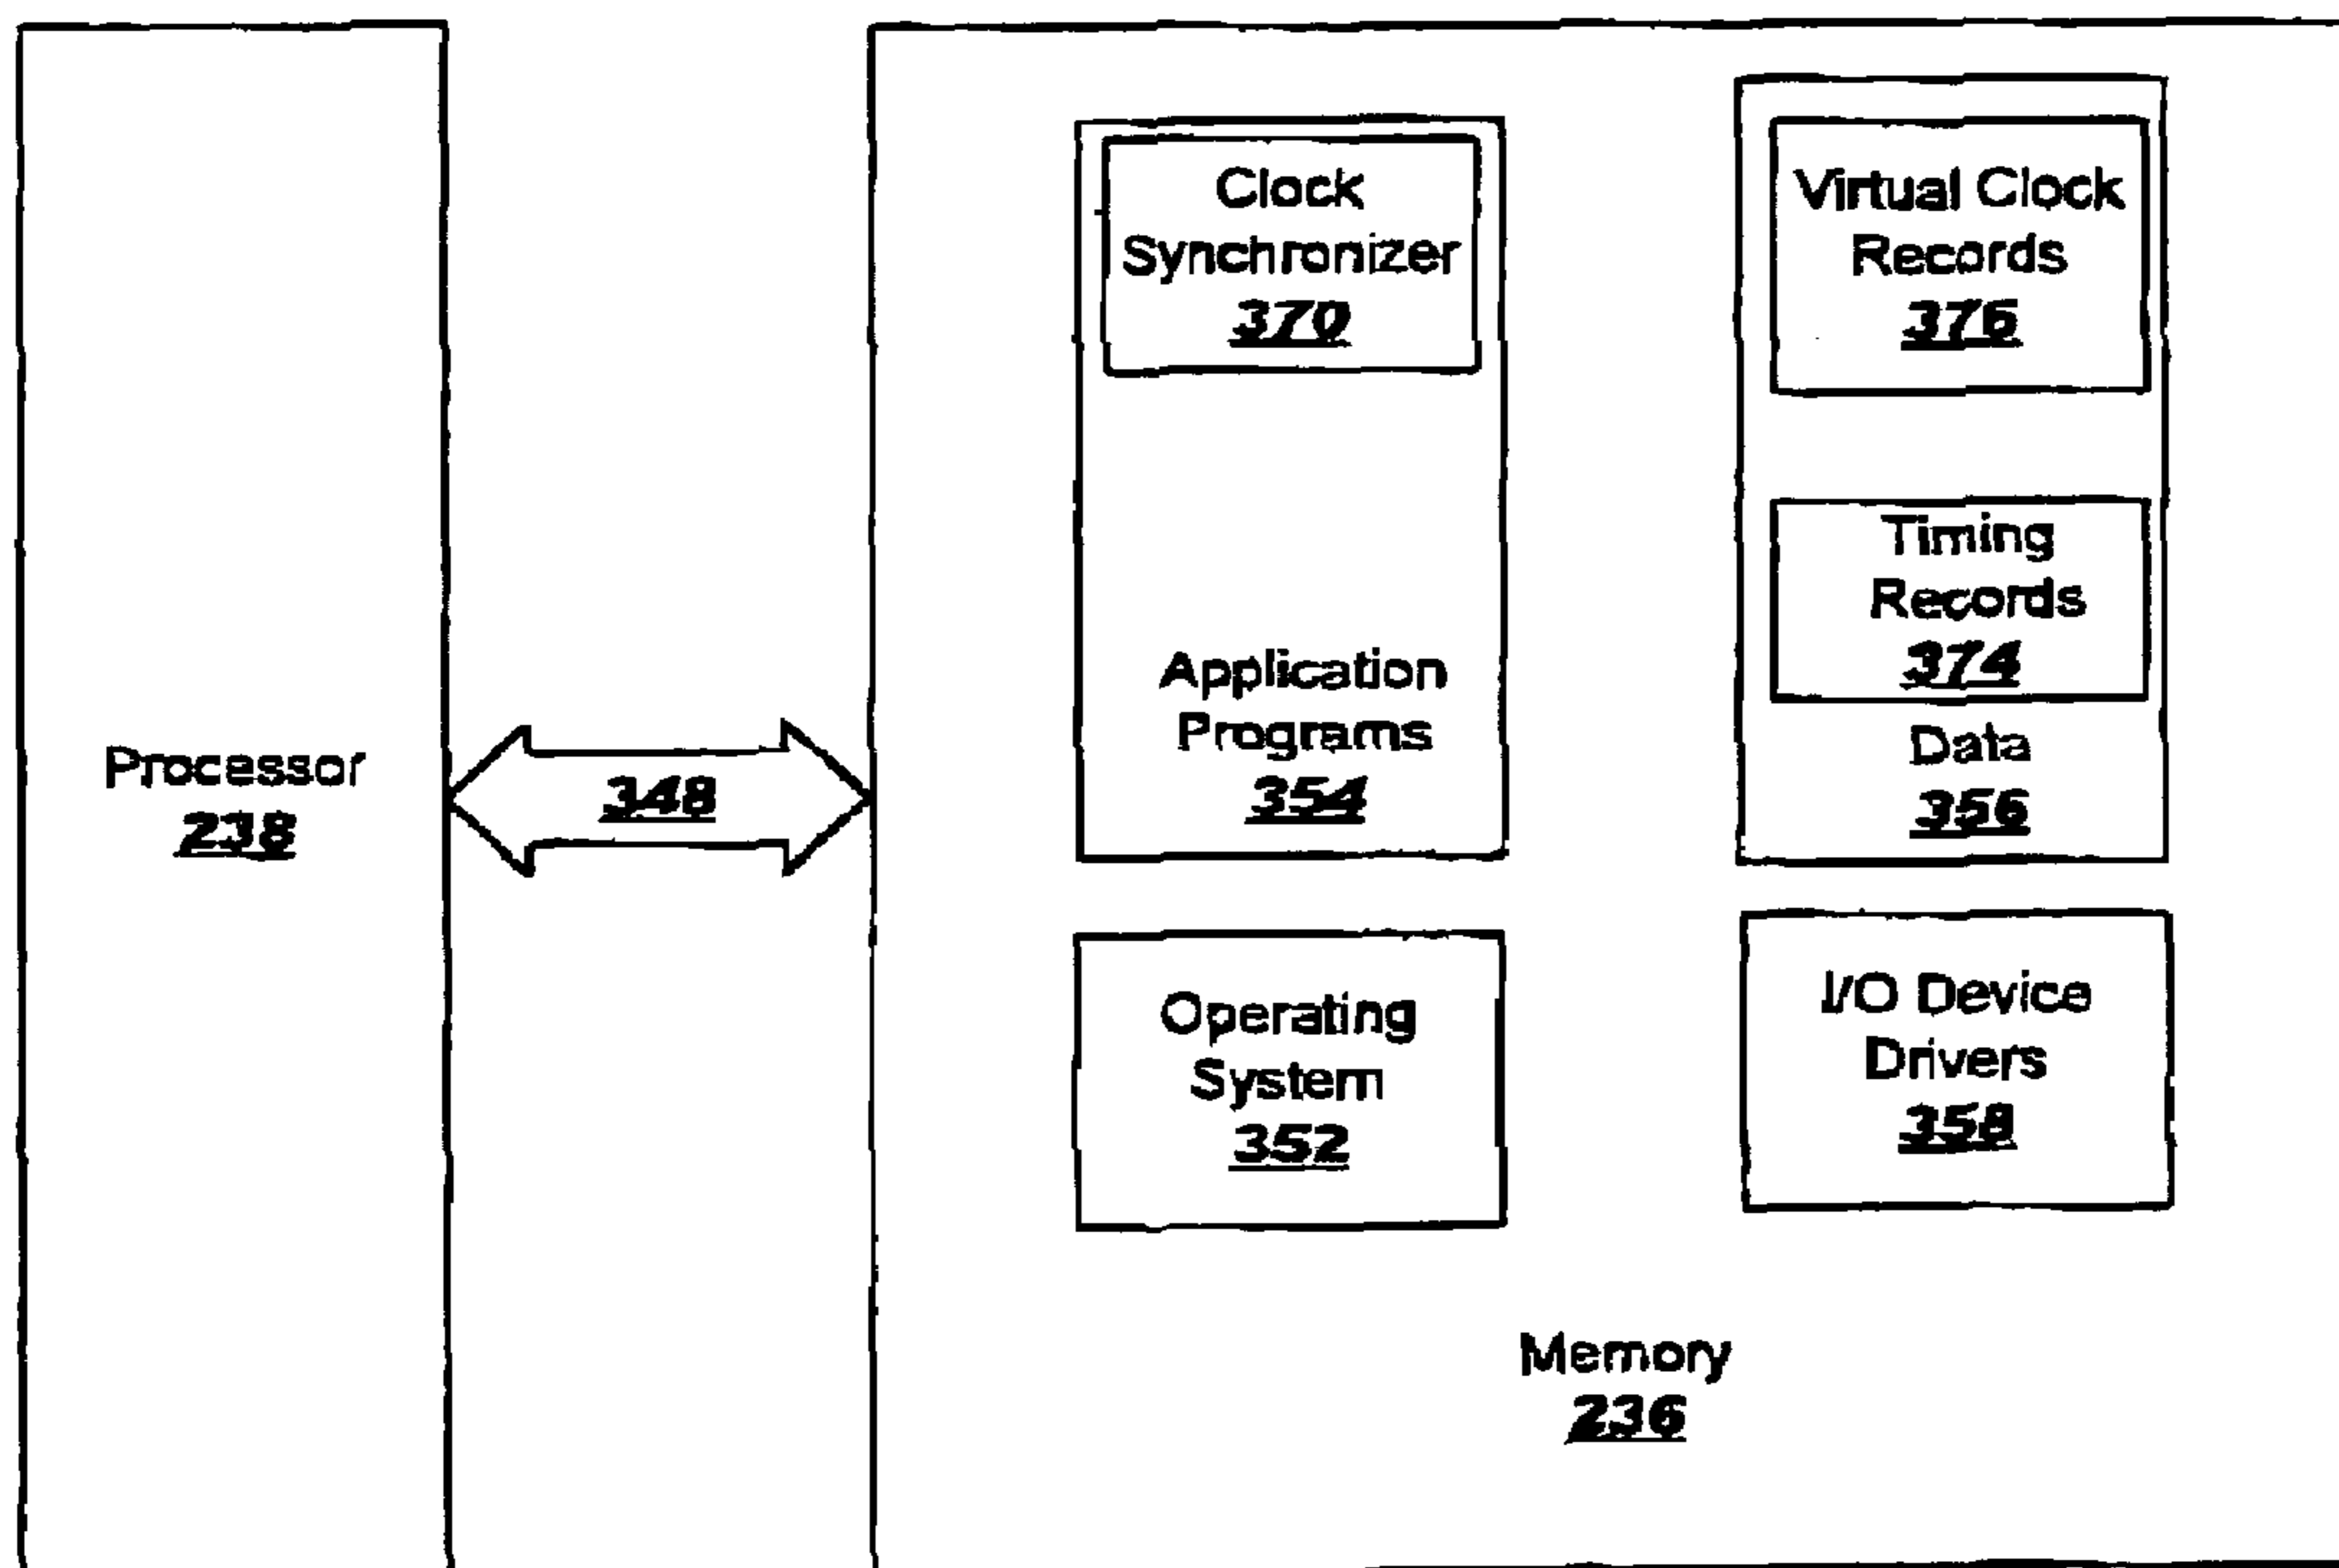 Processor
238
348
Clock
Synchronizer
370
Application
Programs
354
Virtual Clock
Records
376
Timing
Records
374
Data
356
Operating
System
352
I/O Device
Drivers
358
Memory
236